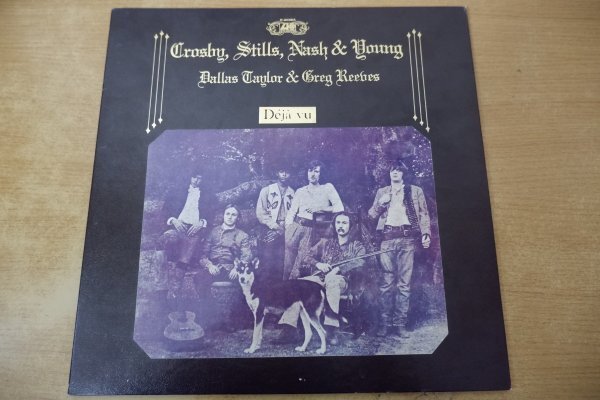 Crosby, Stills, Nash & Young
Dallas Taylor & Greg Reeves
Déjà vu